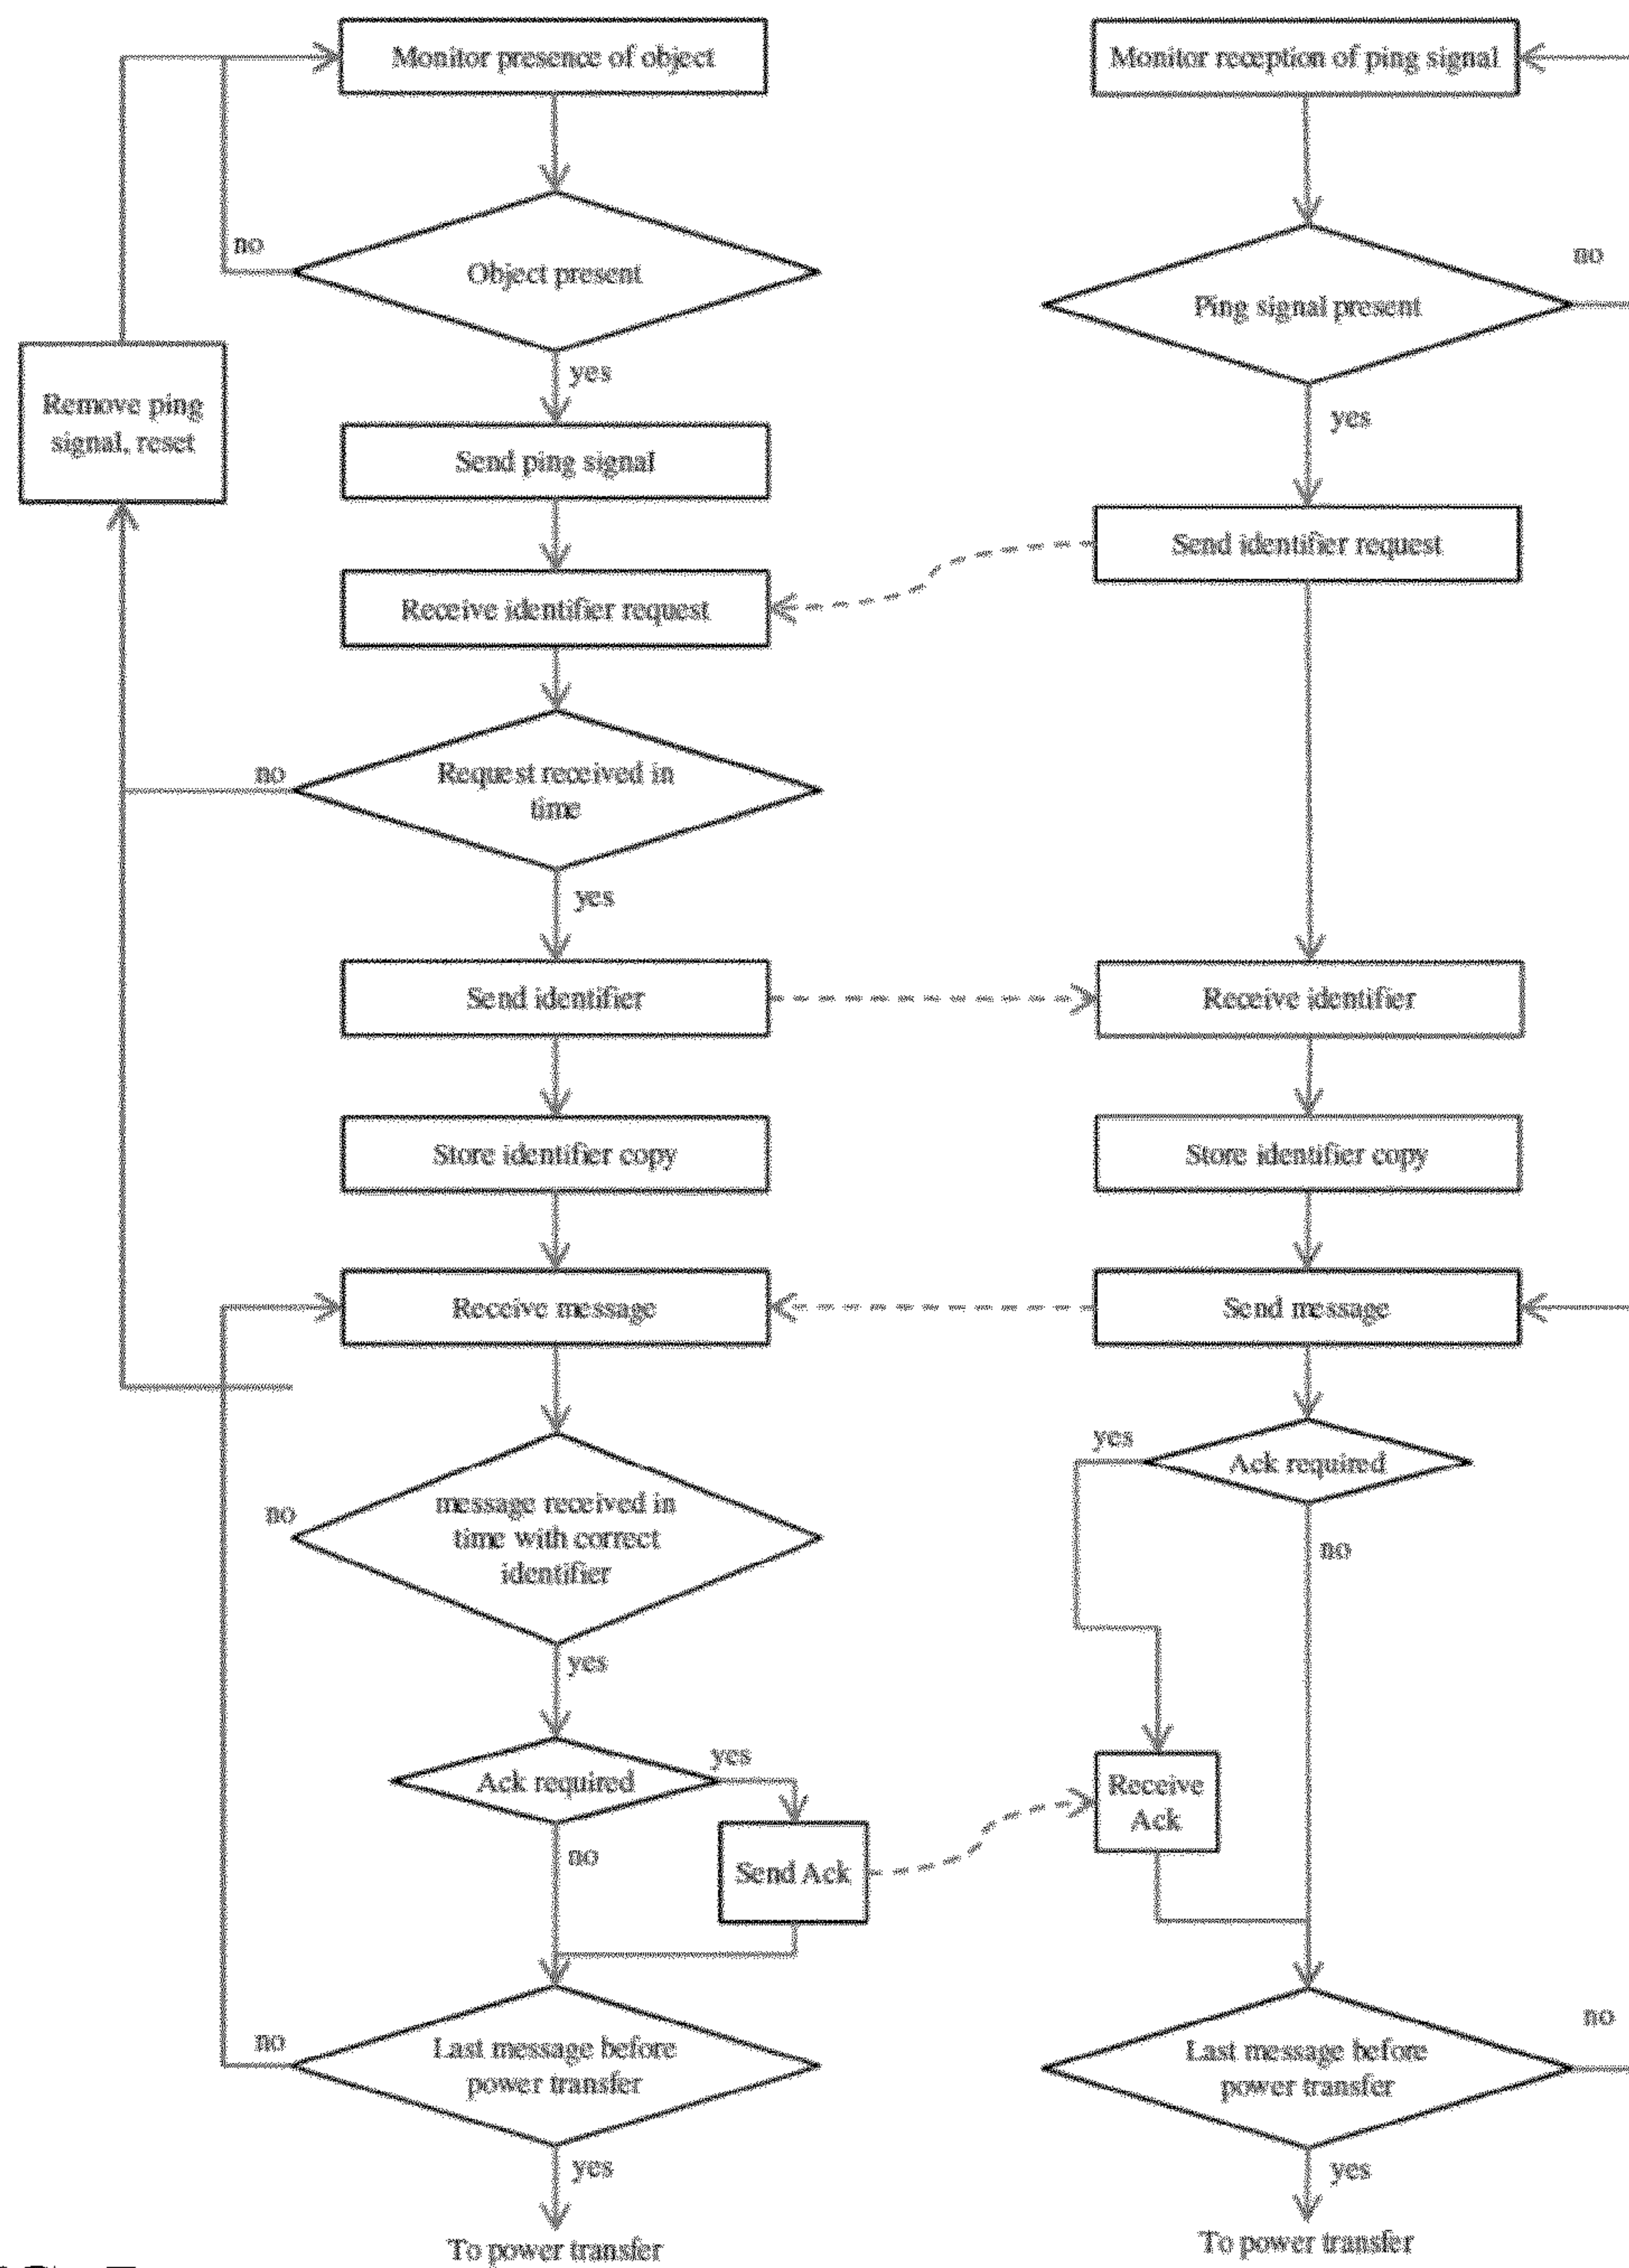 Monitor presence of object
no
Object present
yes
Remove ping
signal, reset
Send ping signal
Receive identifier request
no
Request received in
time
yes
Send identifier
Store identifier copy
Receive message
no
message received in
time with correct
identifier
yes
Ack required
yes
no
Send Ack
no
Last message before
power transfer
yes
To power transfer
Monitor reception of ping signal
no
Ping signal present
yes
Send identifier request
Receive identifier
Store identifier copy
Send message
yes
Ack required
no
Receive
Ack
no
Last message before
power transfer
yes
To power transfer